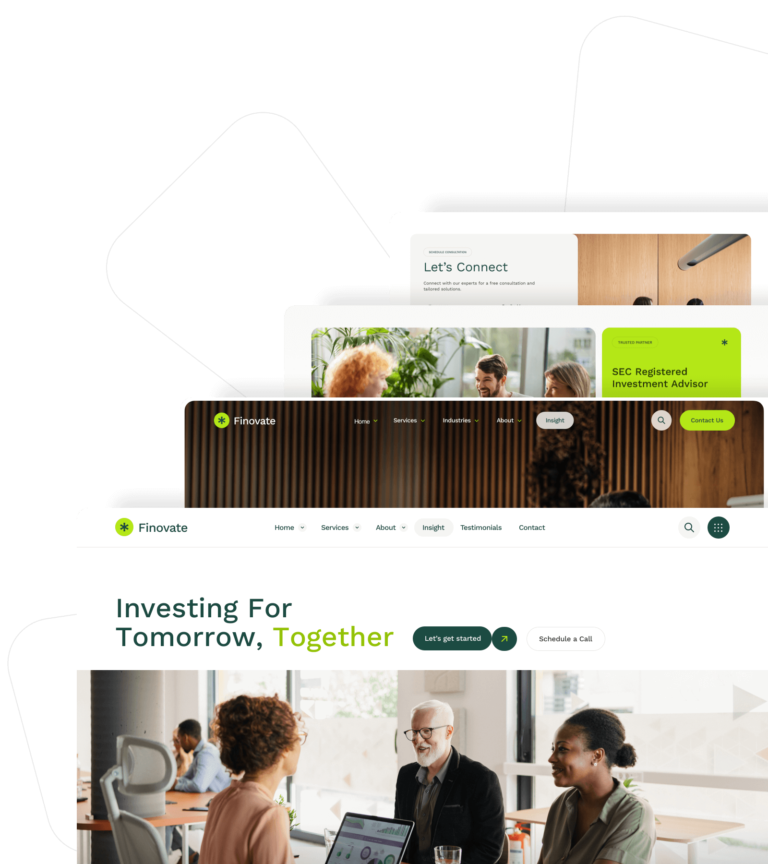 SCHEDULE CONSULTATION
Let's Connect
Connect with our experts for a free consultation and
tailored solutions.
TRUSTED PARTNER
SEC Registered
Investment Advisor
Finovate
Home
Services
Industries
About
Insight
Contact Us
Finovate
Home
Services
About
Insight
Testimonials
Contact
Investing For
Tomorrow, Together
Let's get started
Schedule a Call